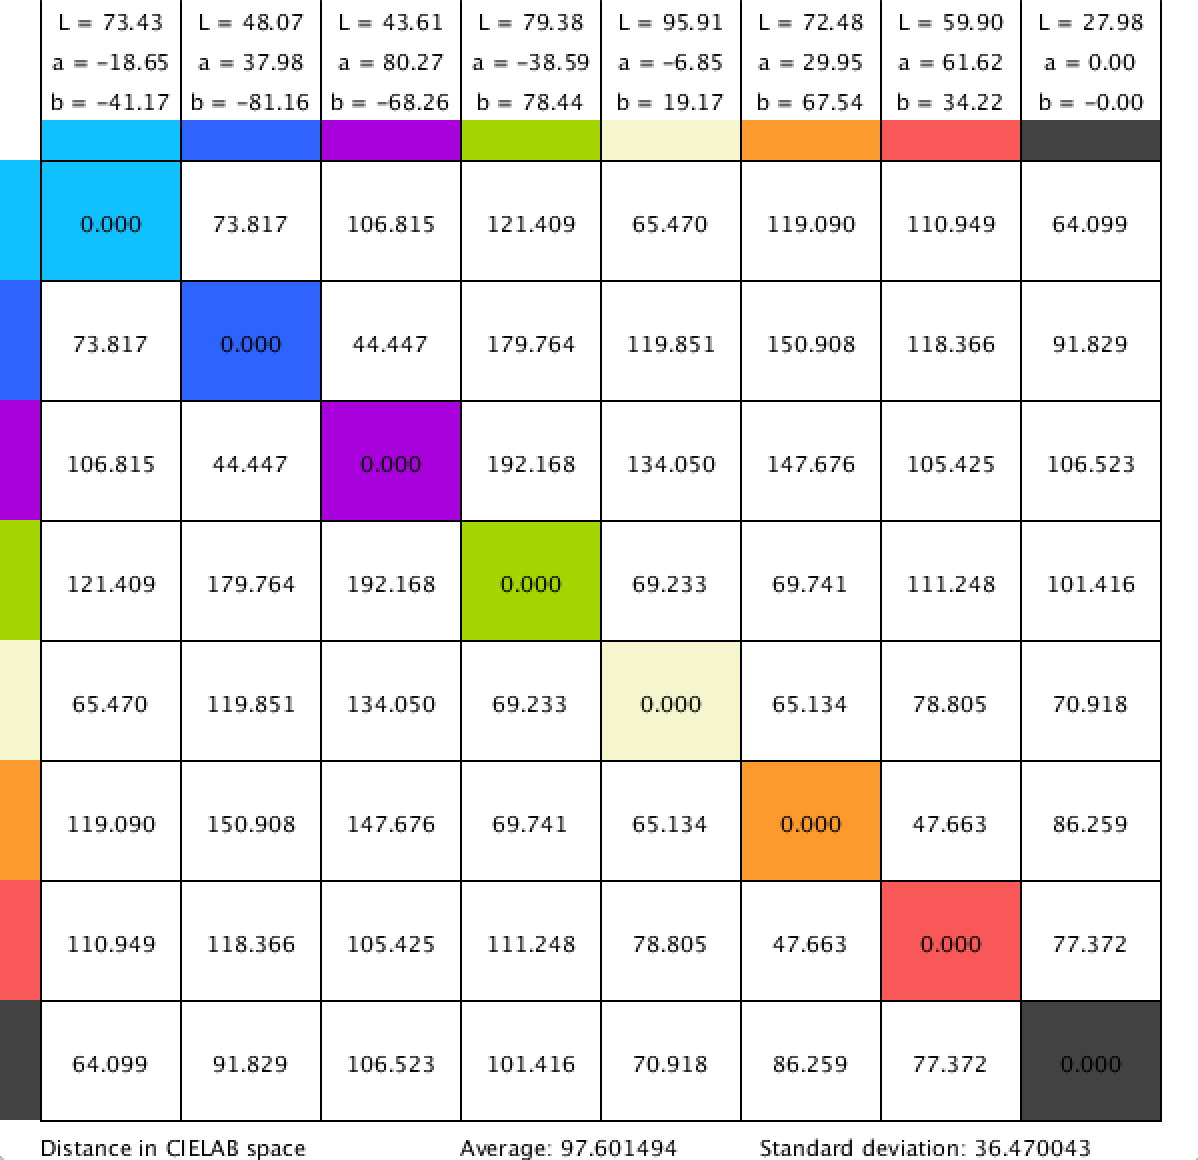 L = 73.43 L = 48.07 L = 43.61 L = 79.38 L = 95.91 L = 72.48 L = 59.90 L = 27.98
a = -18.65 a = 37.98 a = 80.27 a = -38.59 a = -6.85 a = 29.95 a = 61.62 a = 0.00
b = -41.17 b = -81.16 b = -68.26 b = 78.44 b = 19.17 b = 67.54 b = 34.22 b = -0.00
0.000 73.817 106.815 121.409 65.470 119.090 110.949 64.099
73.817 0.000 44.447 179.764 119.851 150.908 118.366 91.829
106.815 44.447 0.000 192.168 134.050 147.676 105.425 106.523
121.409 179.764 192.168 0.000 69.233 69.741 111.248 101.416
65.470 119.851 134.050 69.233 0.000 65.134 78.805 70.918
119.090 150.908 147.676 69.741 65.134 0.000 47.663 86.259
110.949 118.366 105.425 111.248 78.805 47.663 0.000 77.372
64.099 91.829 106.523 101.416 70.918 86.259 77.372 0.000
Distance in CIELAB space Average: 97.601494 Standard deviation: 36.470043